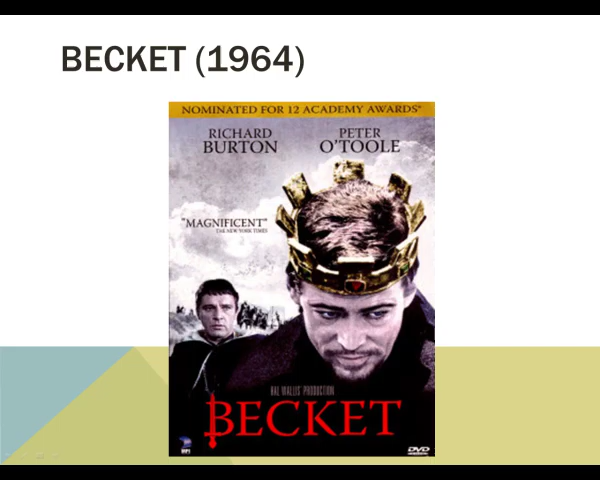 BECKET (1964)
NOMINATED FOR 12 ACADEMY AWARDS®
RICHARD BURTON
PETER O'TOOLE
"MAGNIFICENT"
THE NEW YORK TIMES
HAL WALLIS' PRODUCTION
BECKET
MPI
DVD